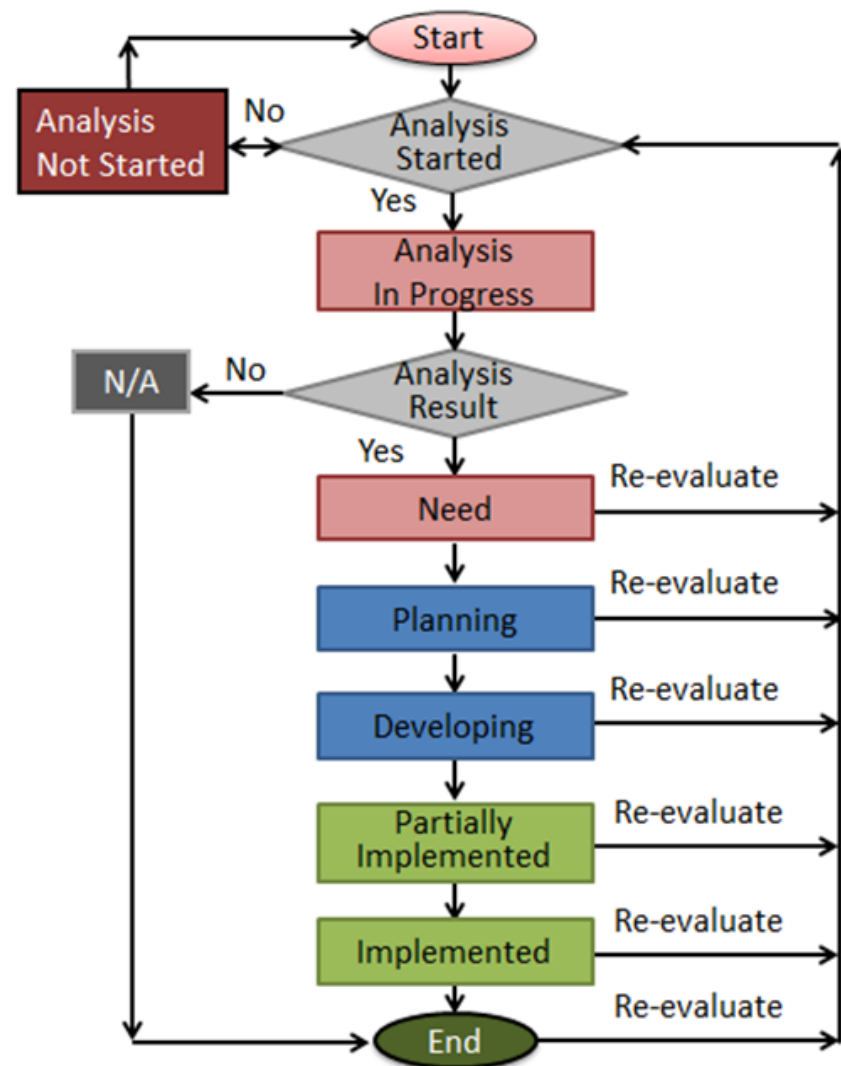 Start
Analysis
Not Started
No
Analysis
Started
Yes
Analysis
In Progress
N/A
No
Analysis
Result
Yes
Need
Re-evaluate
Planning
Re-evaluate
Developing
Re-evaluate
Partially
Implemented
Re-evaluate
Implemented
Re-evaluate
End
Re-evaluate